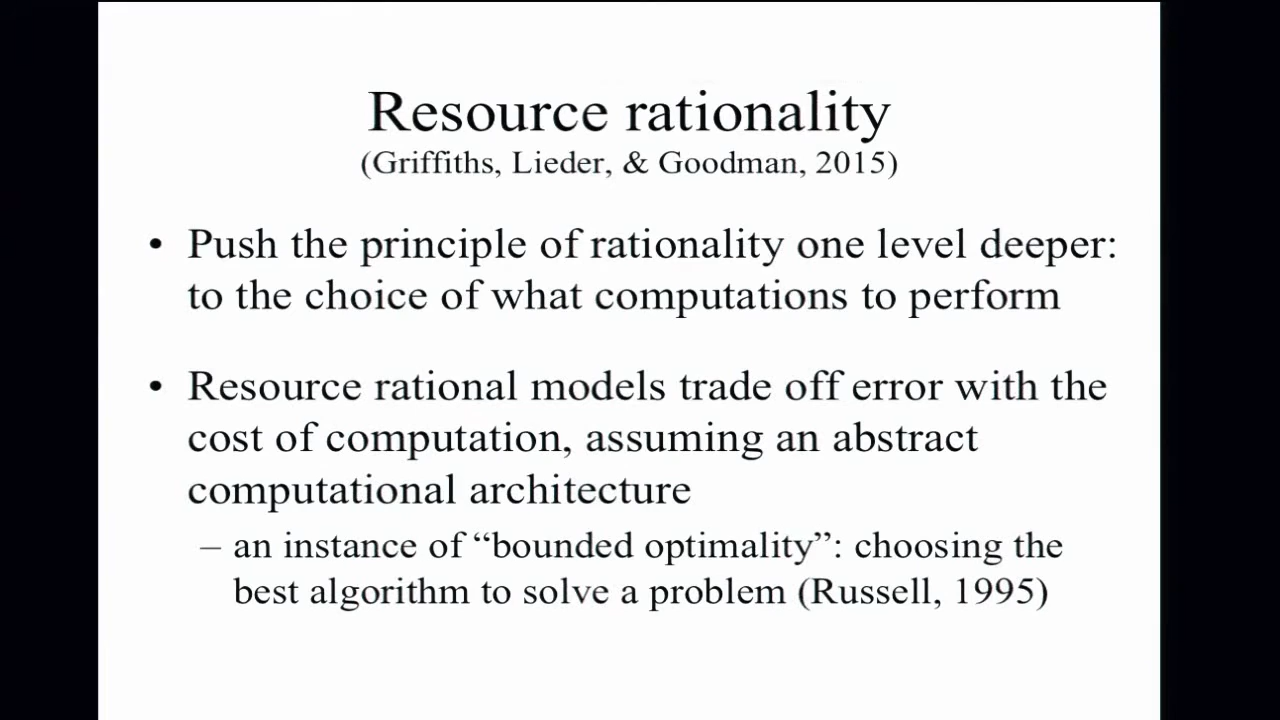 Resource rationality
(Griffiths, Lieder, & Goodman, 2015)
• Push the principle of rationality one level deeper:
to the choice of what computations to perform
• Resource rational models trade off error with the
cost of computation, assuming an abstract
computational architecture
– an instance of “bounded optimality”: choosing the
best algorithm to solve a problem (Russell, 1995)